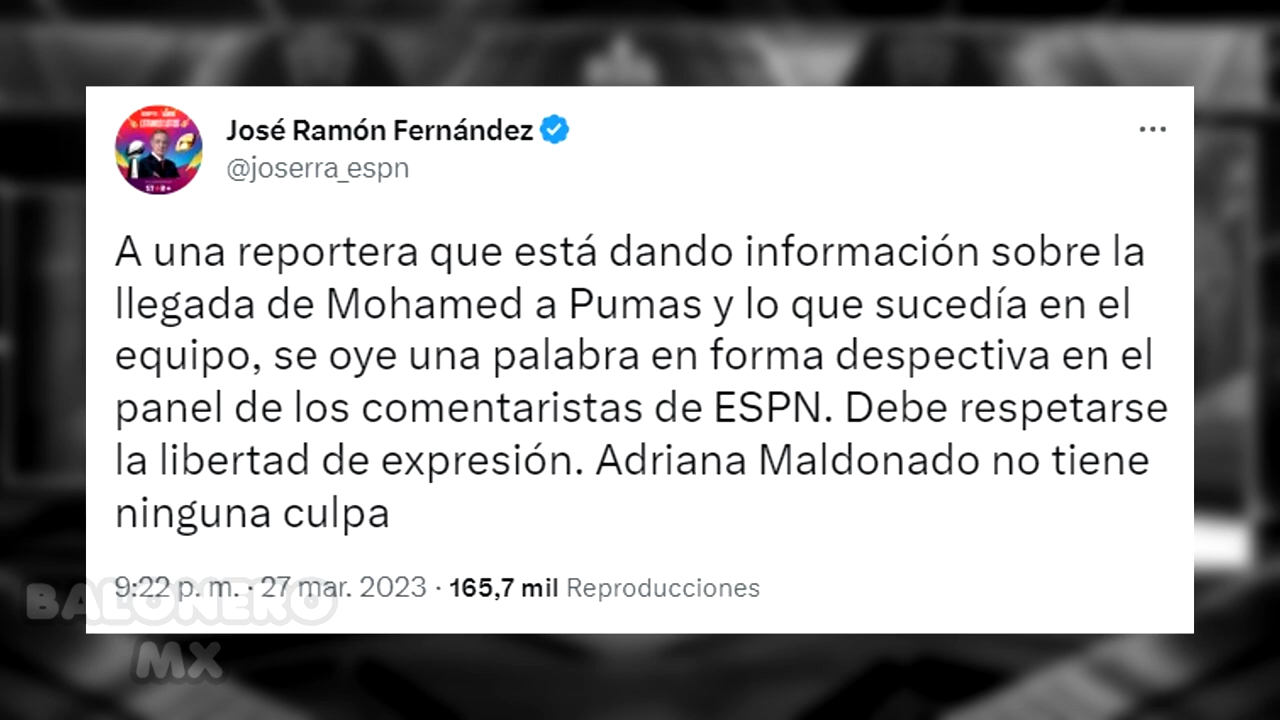 José Ramón Fernández
@joserra_espn
A una reportera que está dando información sobre la
llegada de Mohamed a Pumas y lo que sucedía en el
equipo, se oye una palabra en forma despectiva en el
panel de los comentaristas de ESPN. Debe respetarse
la libertad de expresión. Adriana Maldonado no tiene
ninguna culpa
9:22 p. m. · 27 mar. 2023 · 165,7 mil Reproducciones
BALONERO
MX